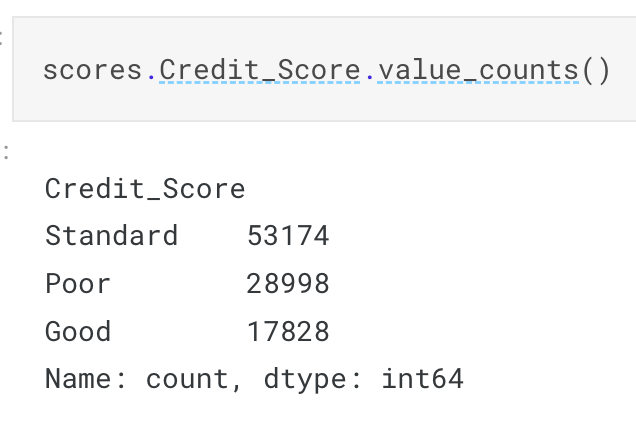 :
scores.Credit_Score.value_counts()
:
Credit_Score
Standard    53174
Poor        28998
Good        17828
Name: count, dtype: int64